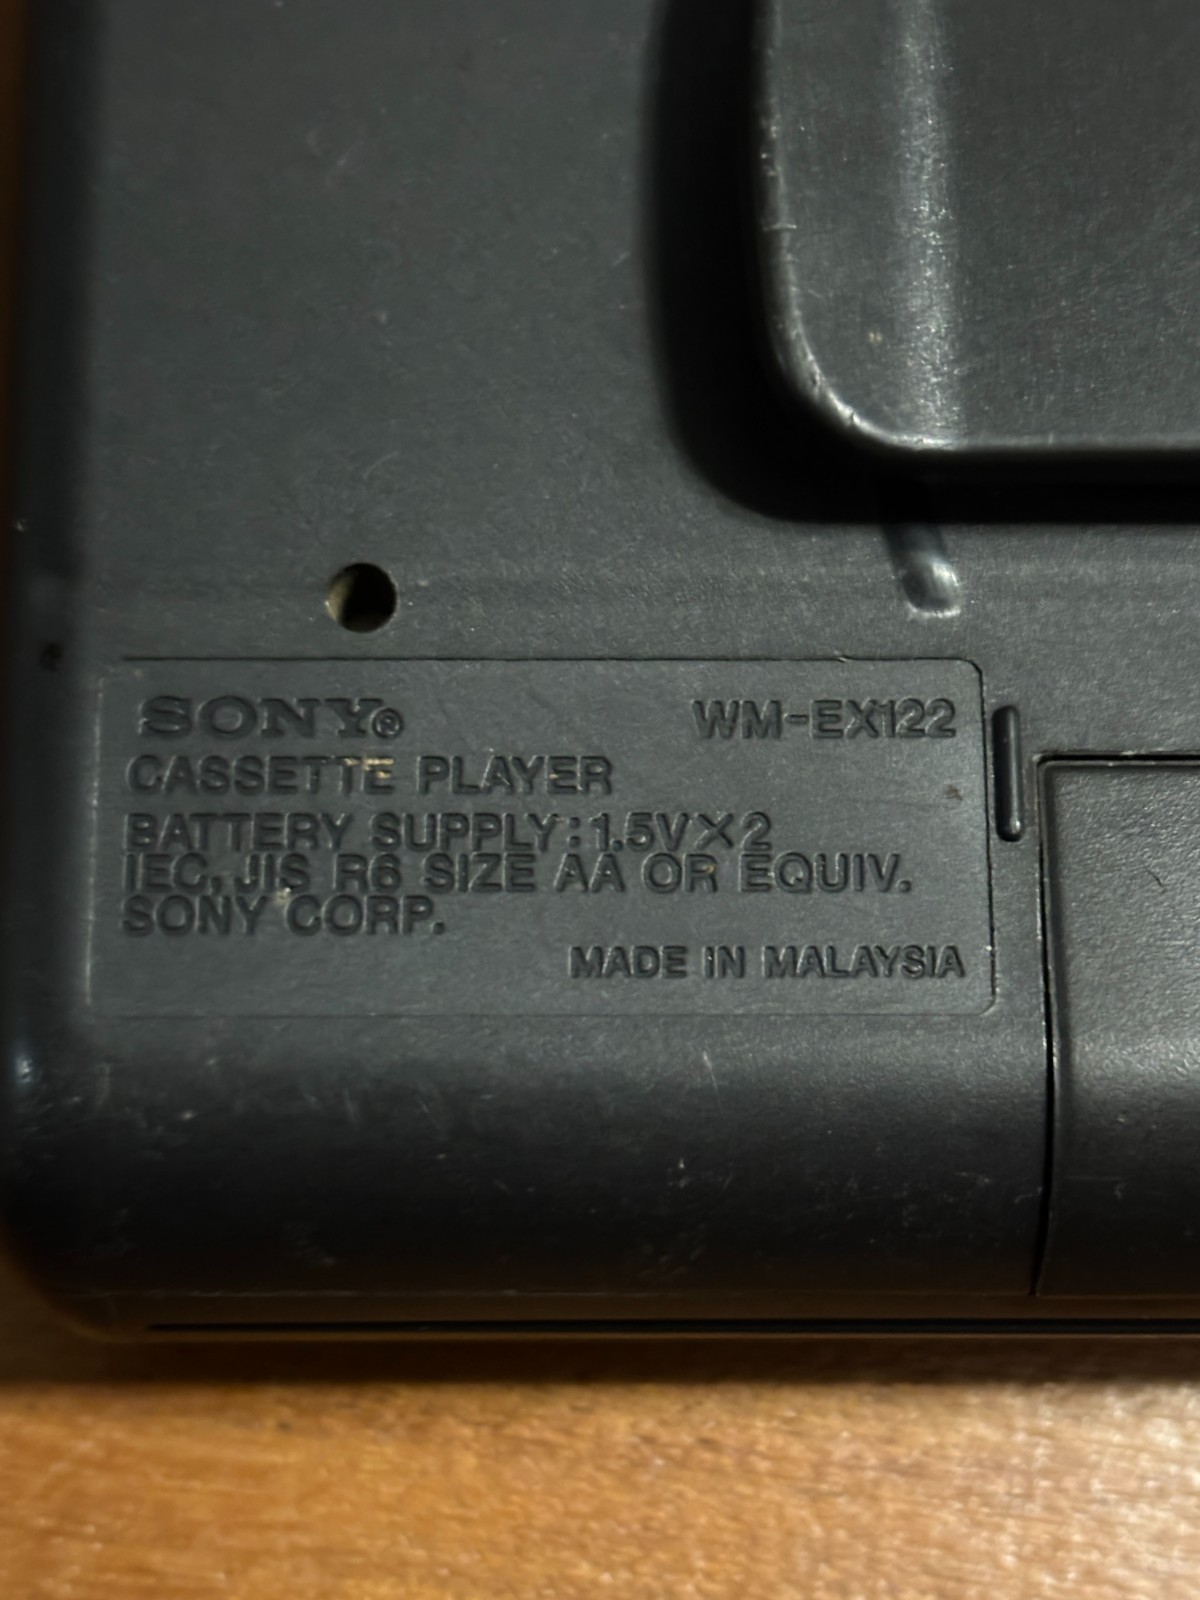 SONY® WM-EX122
CASSETTE PLAYER
BATTERY SUPPLY:1.5V×2
IEC, JIS R6 SIZE AA OR EQUIV.
SONY CORP.
MADE IN MALAYSIA